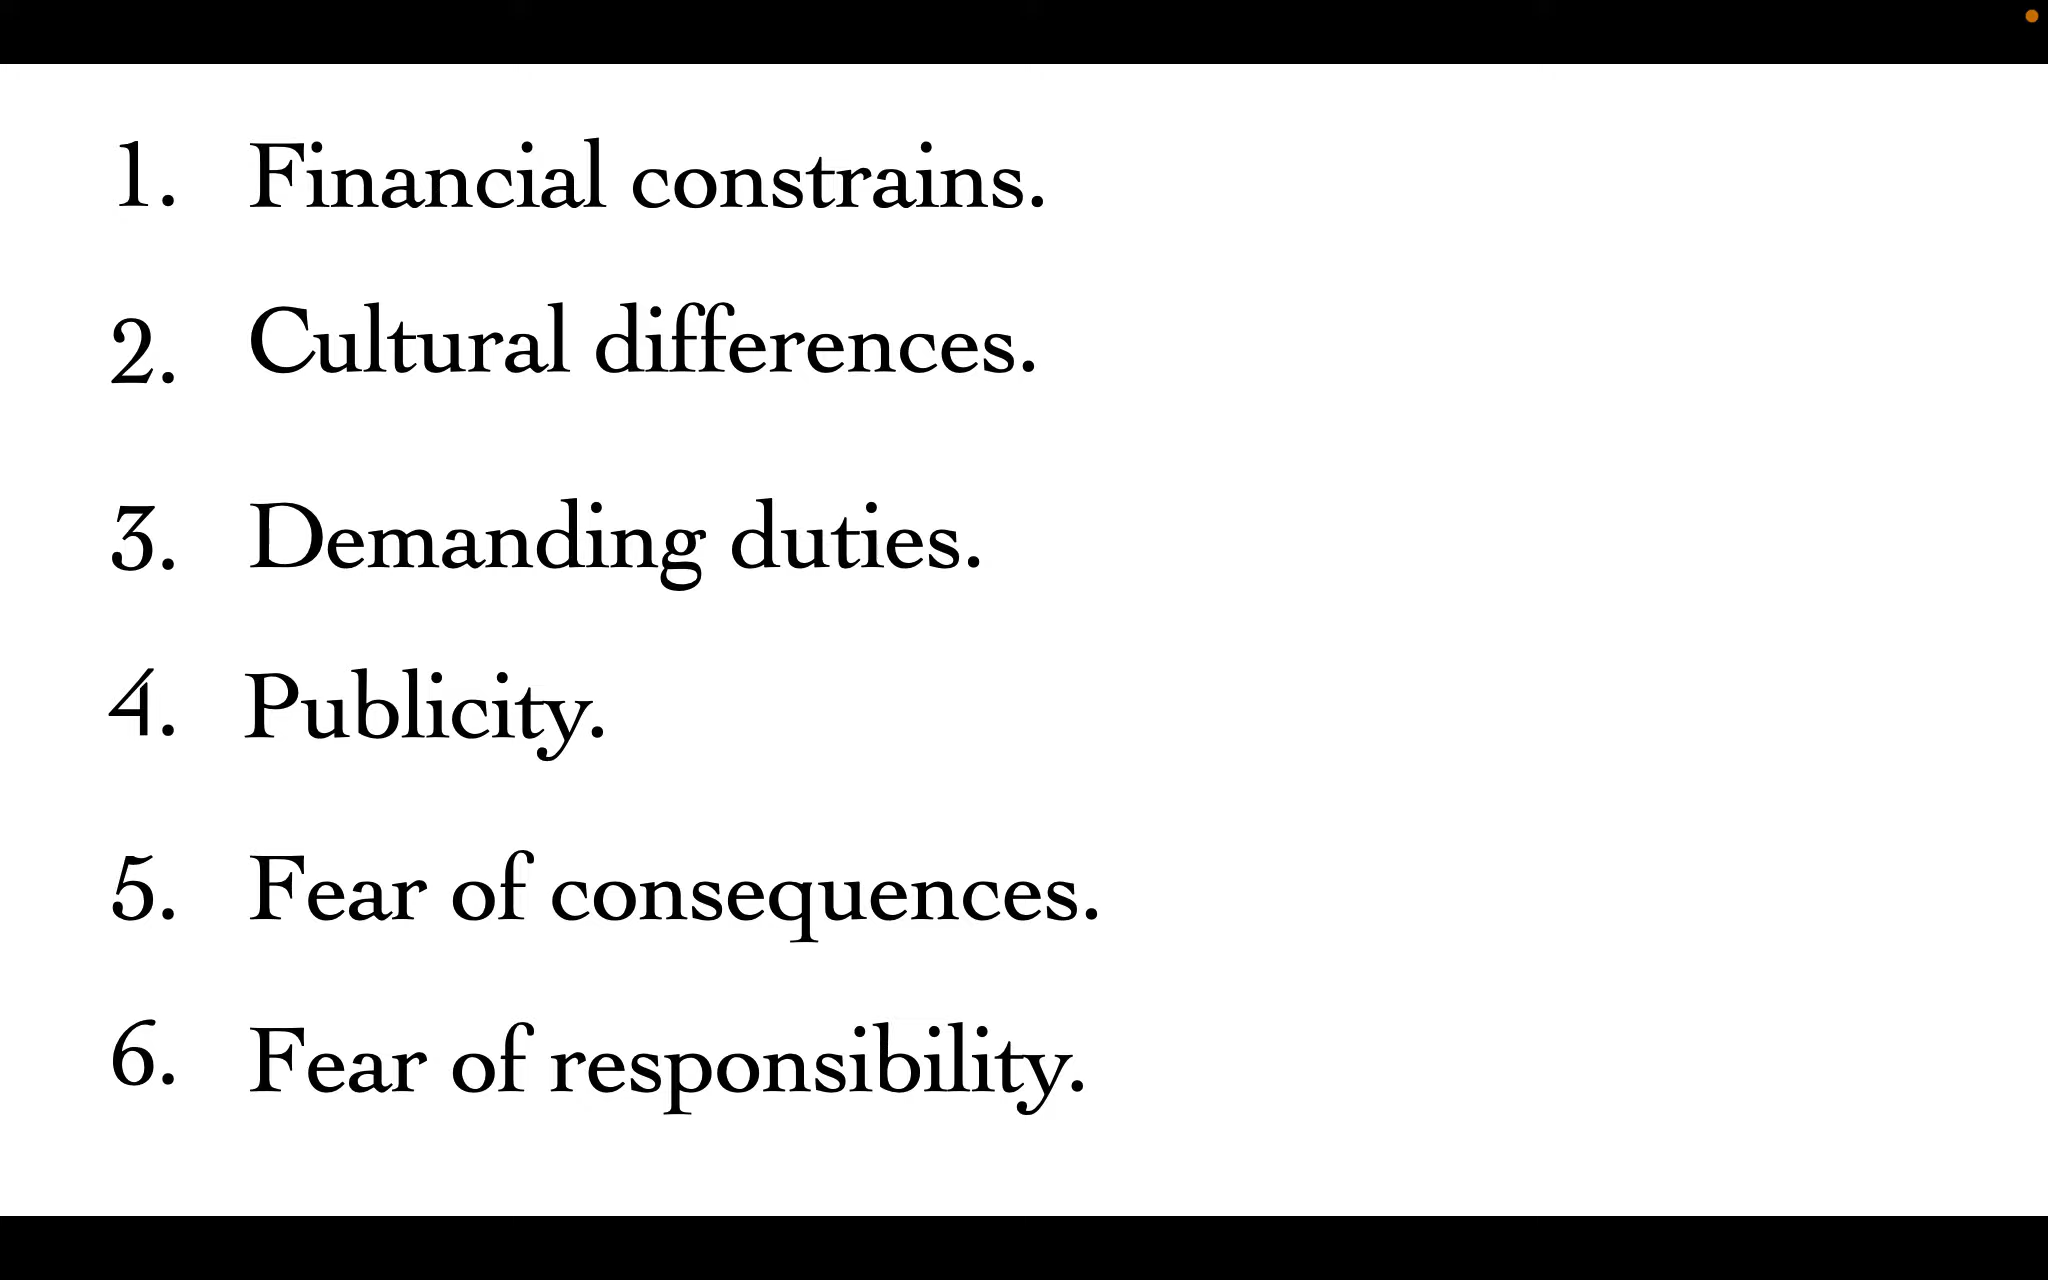 1. Financial constrains.
2. Cultural differences.
3. Demanding duties.
4. Publicity.
5. Fear of consequences.
6. Fear of responsibility.